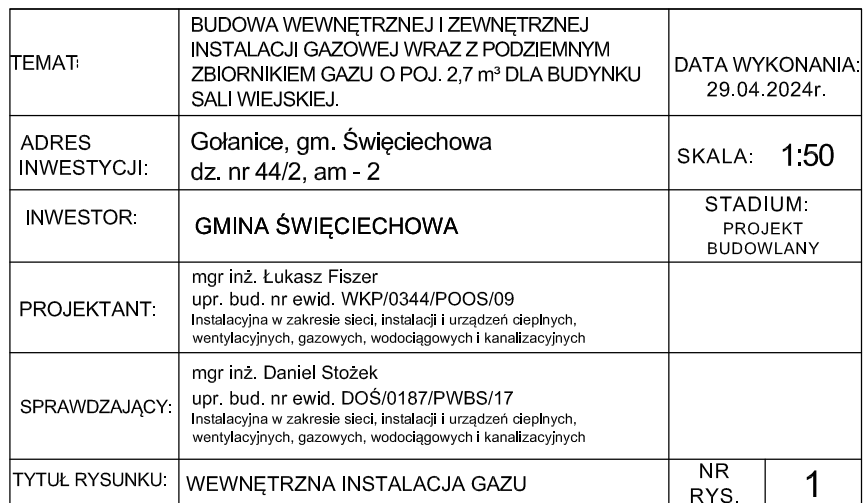 TEMAT:
BUDOWA WEWNĘTRZNEJ I ZEWNĘTRZNEJ
INSTALACJI GAZOWEJ WRAZ Z PODZIEMNYM
ZBIORNIKIEM GAZU O POJ. 2,7 m³ DLA BUDYNKU
SALI WIEJSKIEJ.
DATA WYKONANIA:
29.04.2024r.
ADRES
INWESTYCJI:
Gołanice, gm. Święciechowa
dz. nr 44/2, am - 2
SKALA: 1:50
INWESTOR:
GMINA ŚWIĘCIECHOWA
STADIUM:
PROJEKT
BUDOWLANY
PROJEKTANT:
mgr inż. Łukasz Fiszer
upr. bud. nr ewid. WKP/0344/POOS/09
Instalacyjna w zakresie sieci, instalacji i urządzeń cieplnych,
wentylacyjnych, gazowych, wodociągowych i kanalizacyjnych
SPRAWDZAJĄCY:
mgr inż. Daniel Stożek
upr. bud. nr ewid. DOŚ/0187/PWBS/17
Instalacyjna w zakresie sieci, instalacji i urządzeń cieplnych,
wentylacyjnych, gazowych, wodociągowych i kanalizacyjnych
TYTUŁ RYSUNKU:
WEWNĘTRZNA INSTALACJA GAZU
NR
RYS.
1